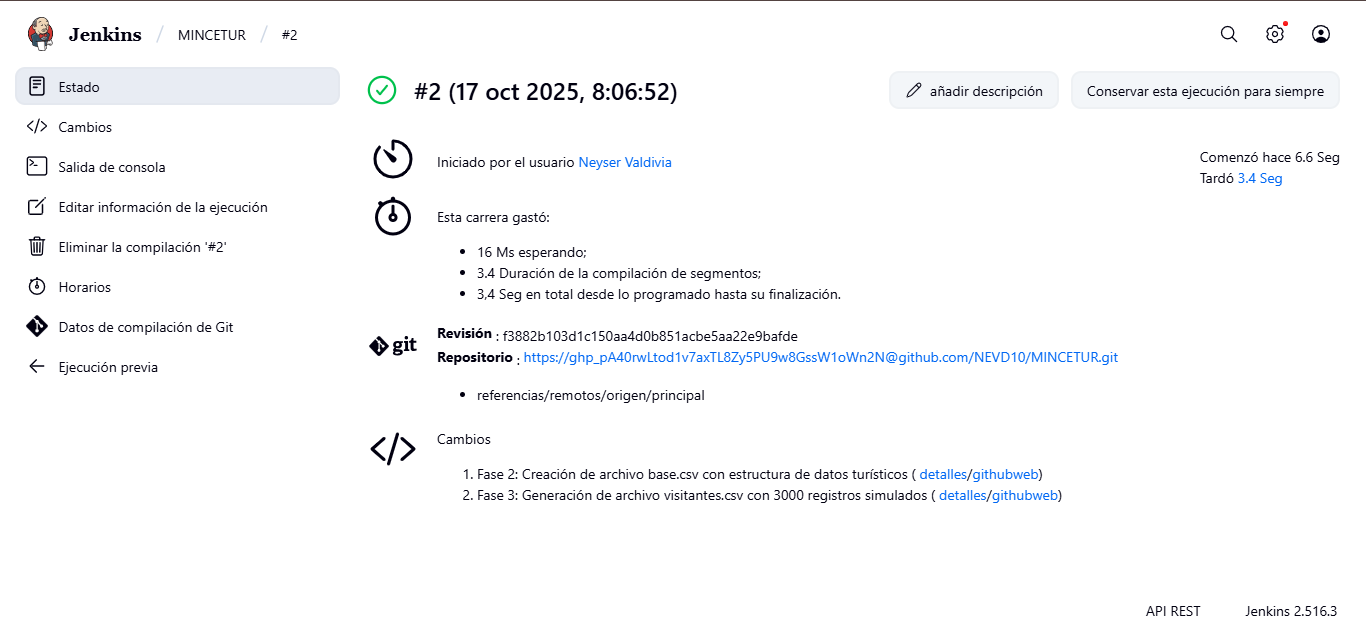 Jenkins / MINCETUR / #2
Estado
Cambios
Salida de consola
Editar información de la ejecución
Eliminar la compilación '#2'
Horarios
Datos de compilación de Git
Ejecución previa
#2 (17 oct 2025, 8:06:52)
añadir descripción
Conservar esta ejecución para siempre
Iniciado por el usuario Neyser Valdivia
Comenzó hace 6.6 Seg
Tardó 3.4 Seg
Esta carrera gastó:
16 Ms esperando;
3.4 Duración de la compilación de segmentos;
3,4 Seg en total desde lo programado hasta su finalización.
git
Revisión : f3882b103d1c150aa4d0b851acbe5aa22e9bafde
Repositorio : https://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@github.com/NEVD10/MINCETUR.git
referencias/remotos/origen/principal
Cambios
1. Fase 2: Creación de archivo base.csv con estructura de datos turísticos ( detalles/githubweb)
2. Fase 3: Generación de archivo visitantes.csv con 3000 registros simulados ( detalles/githubweb)
API REST
Jenkins 2.516.3